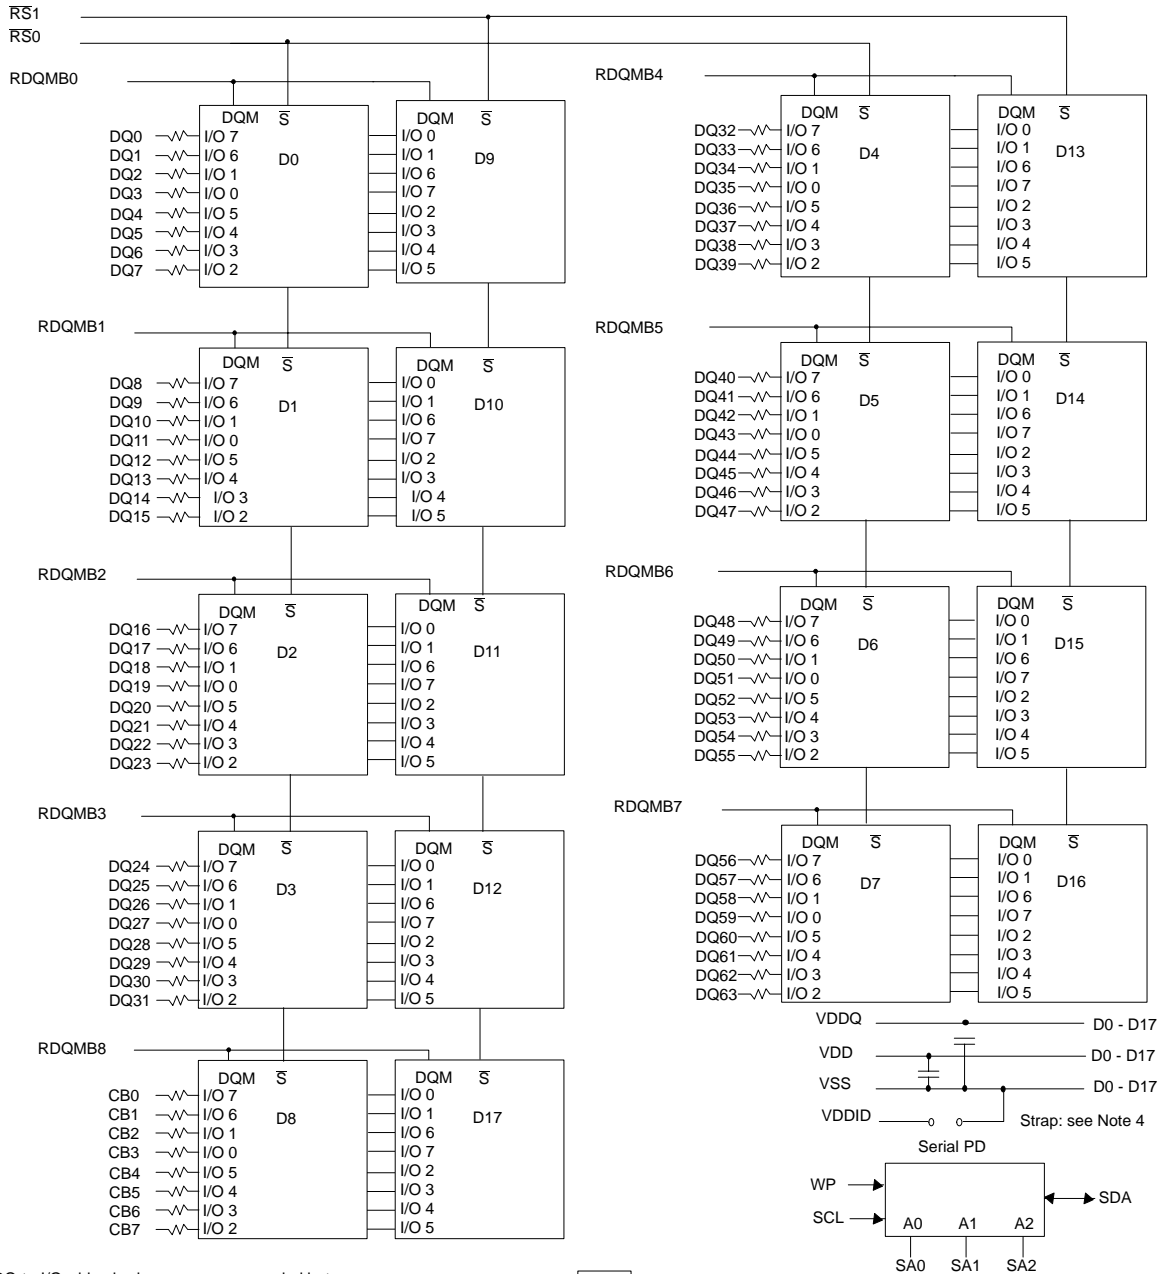 RS1
RS0
RDQMB0
DQM S
DQM S
DQ0 I/O 7 I/O 0
DQ1 I/O 6 D0 I/O 1 D9
DQ2 I/O 1 I/O 6
DQ3 I/O 0 I/O 7
DQ4 I/O 5 I/O 2
DQ5 I/O 4 I/O 3
DQ6 I/O 3 I/O 4
DQ7 I/O 2 I/O 5
RDQMB1
DQM S
DQM S
DQ8 I/O 7 I/O 0
DQ9 I/O 6 D1 I/O 1 D10
DQ10 I/O 1 I/O 6
DQ11 I/O 0 I/O 7
DQ12 I/O 5 I/O 2
DQ13 I/O 4 I/O 3
DQ14 I/O 3 I/O 4
DQ15 I/O 2 I/O 5
RDQMB2
DQM S
DQM S
DQ16 I/O 7 I/O 0
DQ17 I/O 6 D2 I/O 1 D11
DQ18 I/O 1 I/O 6
DQ19 I/O 0 I/O 7
DQ20 I/O 5 I/O 2
DQ21 I/O 4 I/O 3
DQ22 I/O 3 I/O 4
DQ23 I/O 2 I/O 5
RDQMB3
DQM S
DQM S
DQ24 I/O 7 I/O 0
DQ25 I/O 6 D3 I/O 1 D12
DQ26 I/O 1 I/O 6
DQ27 I/O 0 I/O 7
DQ28 I/O 5 I/O 2
DQ29 I/O 4 I/O 3
DQ30 I/O 3 I/O 4
DQ31 I/O 2 I/O 5
RDQMB8
DQM S
DQM S
CB0 I/O 7 I/O 0
CB1 I/O 6 D8 I/O 1 D17
CB2 I/O 1 I/O 6
CB3 I/O 0 I/O 7
CB4 I/O 5 I/O 2
CB5 I/O 4 I/O 3
CB6 I/O 3 I/O 4
CB7 I/O 2 I/O 5
RDQMB4
DQM S
DQM S
DQ32 I/O 7 I/O 0
DQ33 I/O 6 D4 I/O 1 D13
DQ34 I/O 1 I/O 6
DQ35 I/O 0 I/O 7
DQ36 I/O 5 I/O 2
DQ37 I/O 4 I/O 3
DQ38 I/O 3 I/O 4
DQ39 I/O 2 I/O 5
RDQMB5
DQM S
DQM S
DQ40 I/O 7 I/O 0
DQ41 I/O 6 D5 I/O 1 D14
DQ42 I/O 1 I/O 6
DQ43 I/O 0 I/O 7
DQ44 I/O 5 I/O 2
DQ45 I/O 4 I/O 3
DQ46 I/O 3 I/O 4
DQ47 I/O 2 I/O 5
RDQMB6
DQM S
DQM S
DQ48 I/O 7 I/O 0
DQ49 I/O 6 D6 I/O 1 D15
DQ50 I/O 1 I/O 6
DQ51 I/O 0 I/O 7
DQ52 I/O 5 I/O 2
DQ53 I/O 4 I/O 3
DQ54 I/O 3 I/O 4
DQ55 I/O 2 I/O 5
RDQMB7
DQM S
DQM S
DQ56 I/O 7 I/O 0
DQ57 I/O 6 D7 I/O 1 D16
DQ58 I/O 1 I/O 6
DQ59 I/O 0 I/O 7
DQ60 I/O 5 I/O 2
DQ61 I/O 4 I/O 3
DQ62 I/O 3 I/O 4
DQ63 I/O 2 I/O 5
VDDQ D0 - D17
VDD D0 - D17
VSS D0 - D17
VDDID Strap: see Note 4
Serial PD
WP SDA
SCL A0 A1 A2
SA0 SA1 SA2